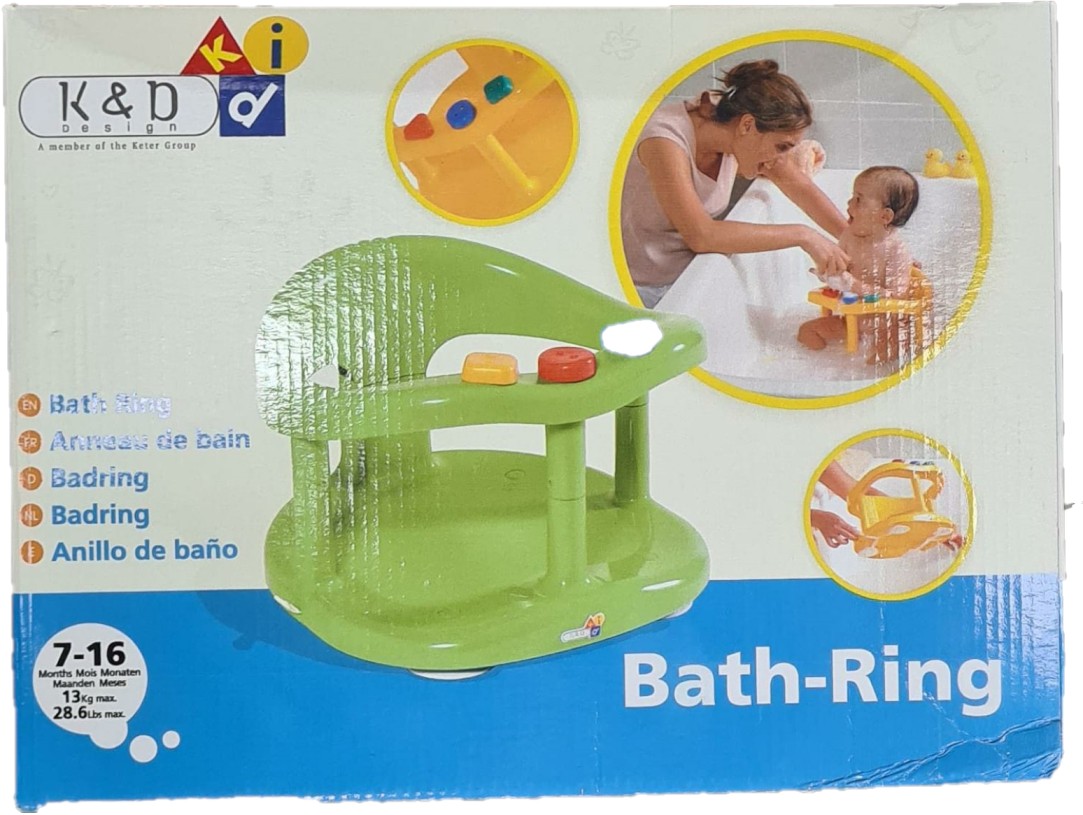 K i d
K & D
Design
A member of the Keter Group
EN Bath Ring
FR Anneau de bain
D Badring
NL Badring
E Anillo de baño
7-16
Months Mois Monaten
Maanden Meses
13Kg max.
28.6Lbs max.
Bath-Ring